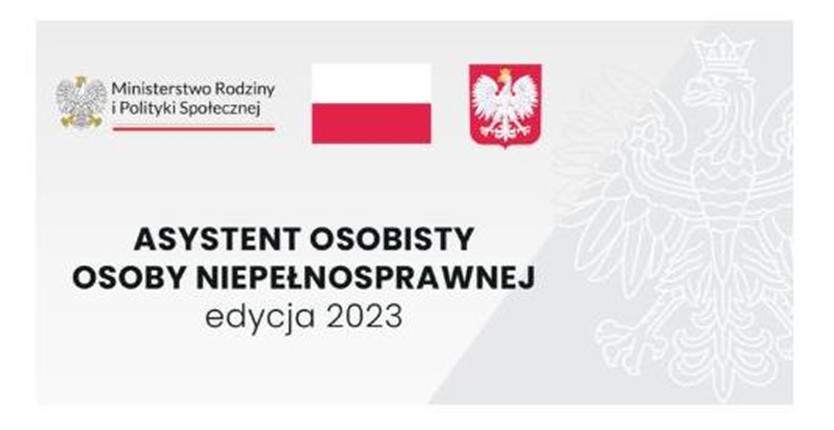 Ministerstwo Rodziny
i Polityki Społecznej
ASYSTENT OSOBISTY
OSOBY NIEPEŁNOSPRAWNEJ
edycja 2023